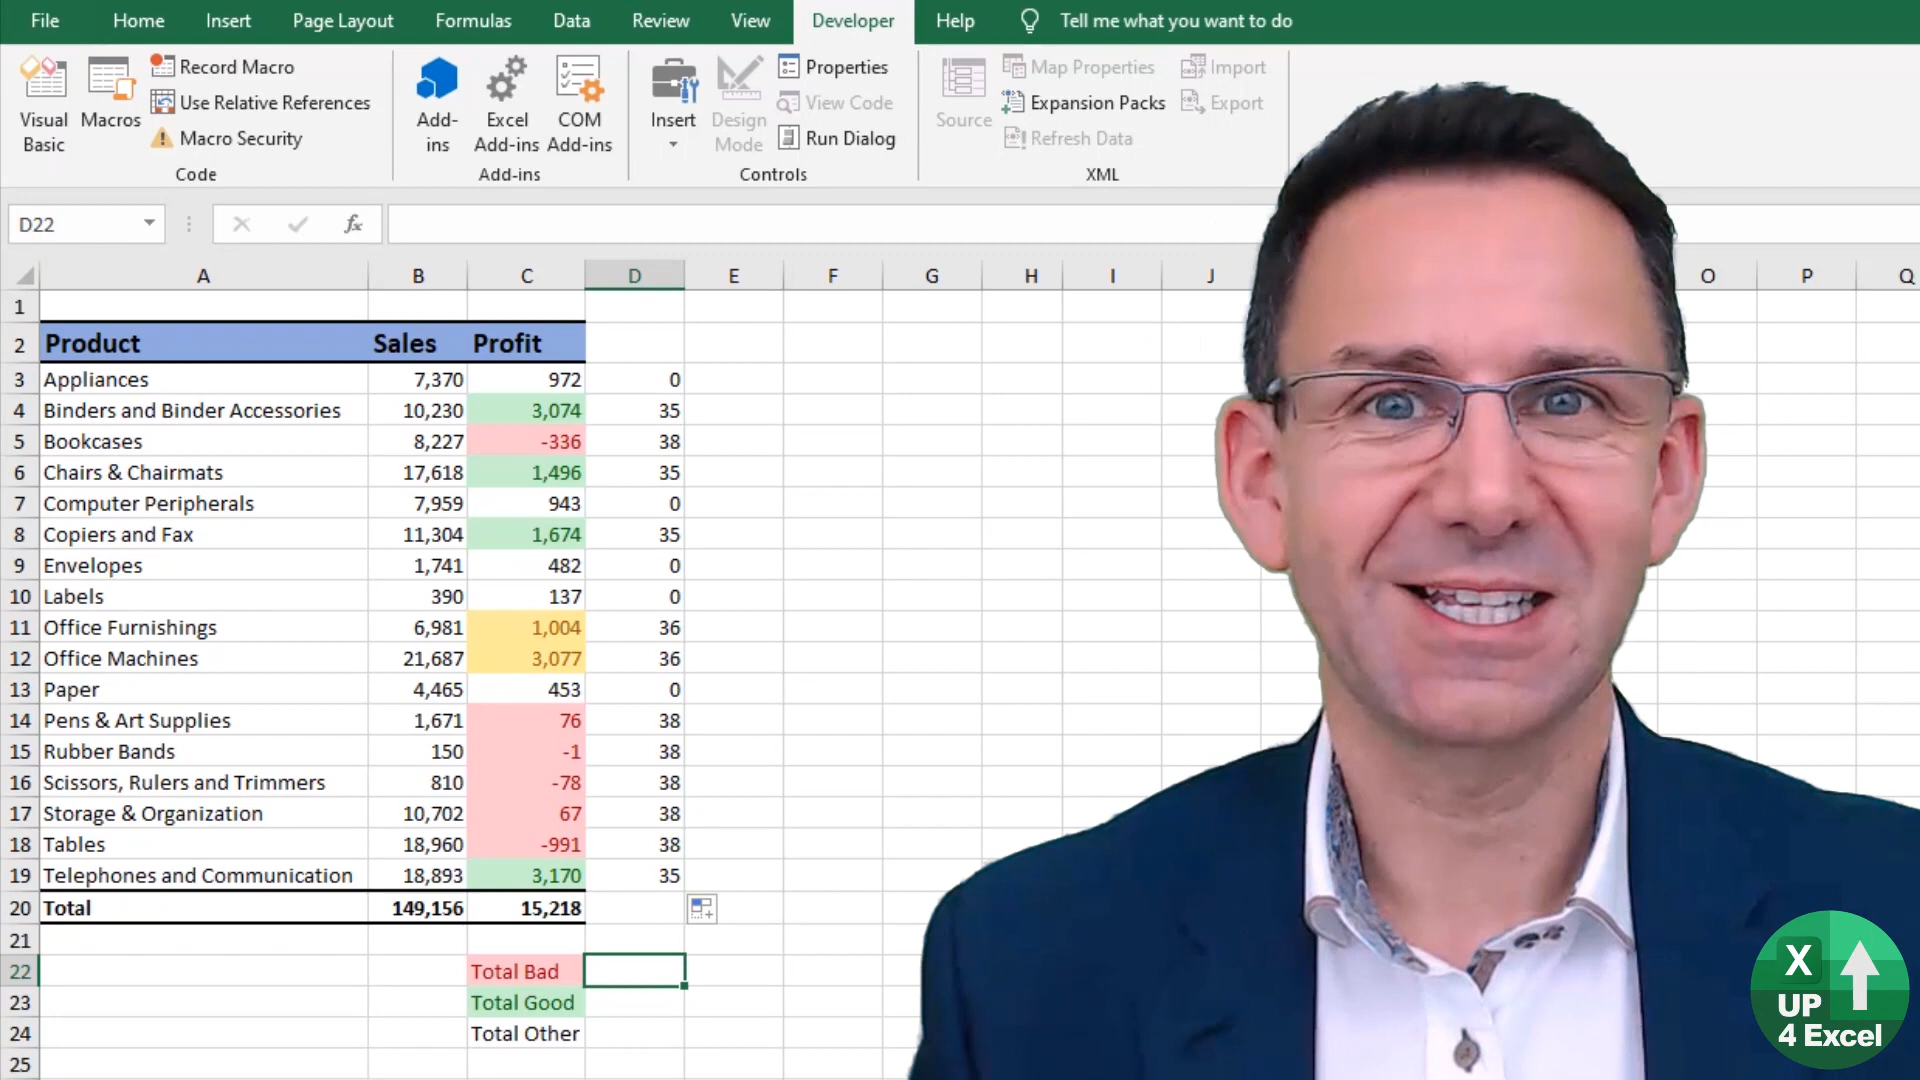 File Home Insert Page Layout Formulas Data Review View Developer Help Tell me what you want to do
Visual Basic
Macros
Record Macro
Use Relative References
Macro Security
Code
Add-ins
Excel Add-ins
COM Add-ins
Add-ins
Insert
Design Mode
Properties
View Code
Run Dialog
Controls
Source
Map Properties
Expansion Packs
Refresh Data
Import
Export
XML
D22
fx
A B C D E F G H I J O P Q
1
2 Product Sales Profit
3 Appliances 7,370 972 0
4 Binders and Binder Accessories 10,230 3,074 35
5 Bookcases 8,227 -336 38
6 Chairs & Chairmats 17,618 1,496 35
7 Computer Peripherals 7,959 943 0
8 Copiers and Fax 11,304 1,674 35
9 Envelopes 1,741 482 0
10 Labels 390 137 0
11 Office Furnishings 6,981 1,004 36
12 Office Machines 21,687 3,077 36
13 Paper 4,465 453 0
14 Pens & Art Supplies 1,671 76 38
15 Rubber Bands 150 -1 38
16 Scissors, Rulers and Trimmers 810 -78 38
17 Storage & Organization 10,702 67 38
18 Tables 18,960 -991 38
19 Telephones and Communication 18,893 3,170 35
20 Total 149,156 15,218
21
22 Total Bad
23 Total Good
24 Total Other
25
X
UP
4 Excel